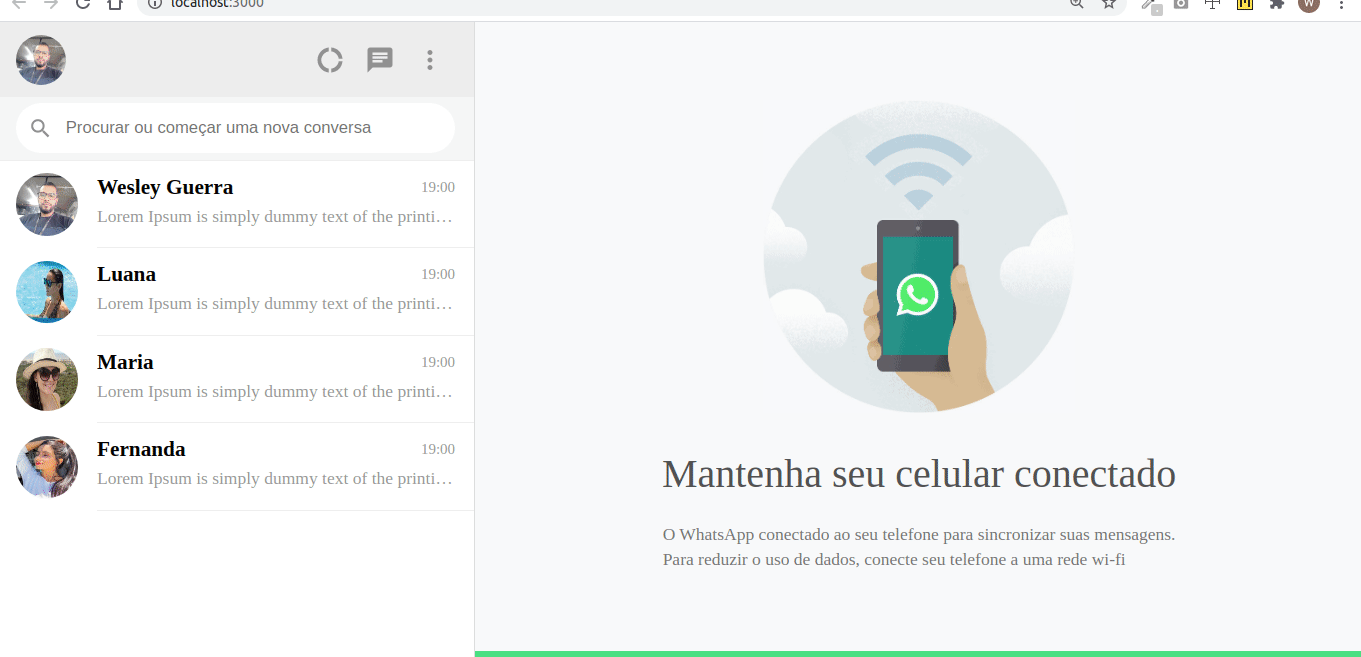 localhost:3000
W
Procurar ou começar uma nova conversa
Wesley Guerra
19:00
Lorem Ipsum is simply dummy text of the printi…
Luana
19:00
Lorem Ipsum is simply dummy text of the printi…
Maria
19:00
Lorem Ipsum is simply dummy text of the printi…
Fernanda
19:00
Lorem Ipsum is simply dummy text of the printi…
Mantenha seu celular conectado
O WhatsApp conectado ao seu telefone para sincronizar suas mensagens.
Para reduzir o uso de dados, conecte seu telefone a uma rede wi-fi